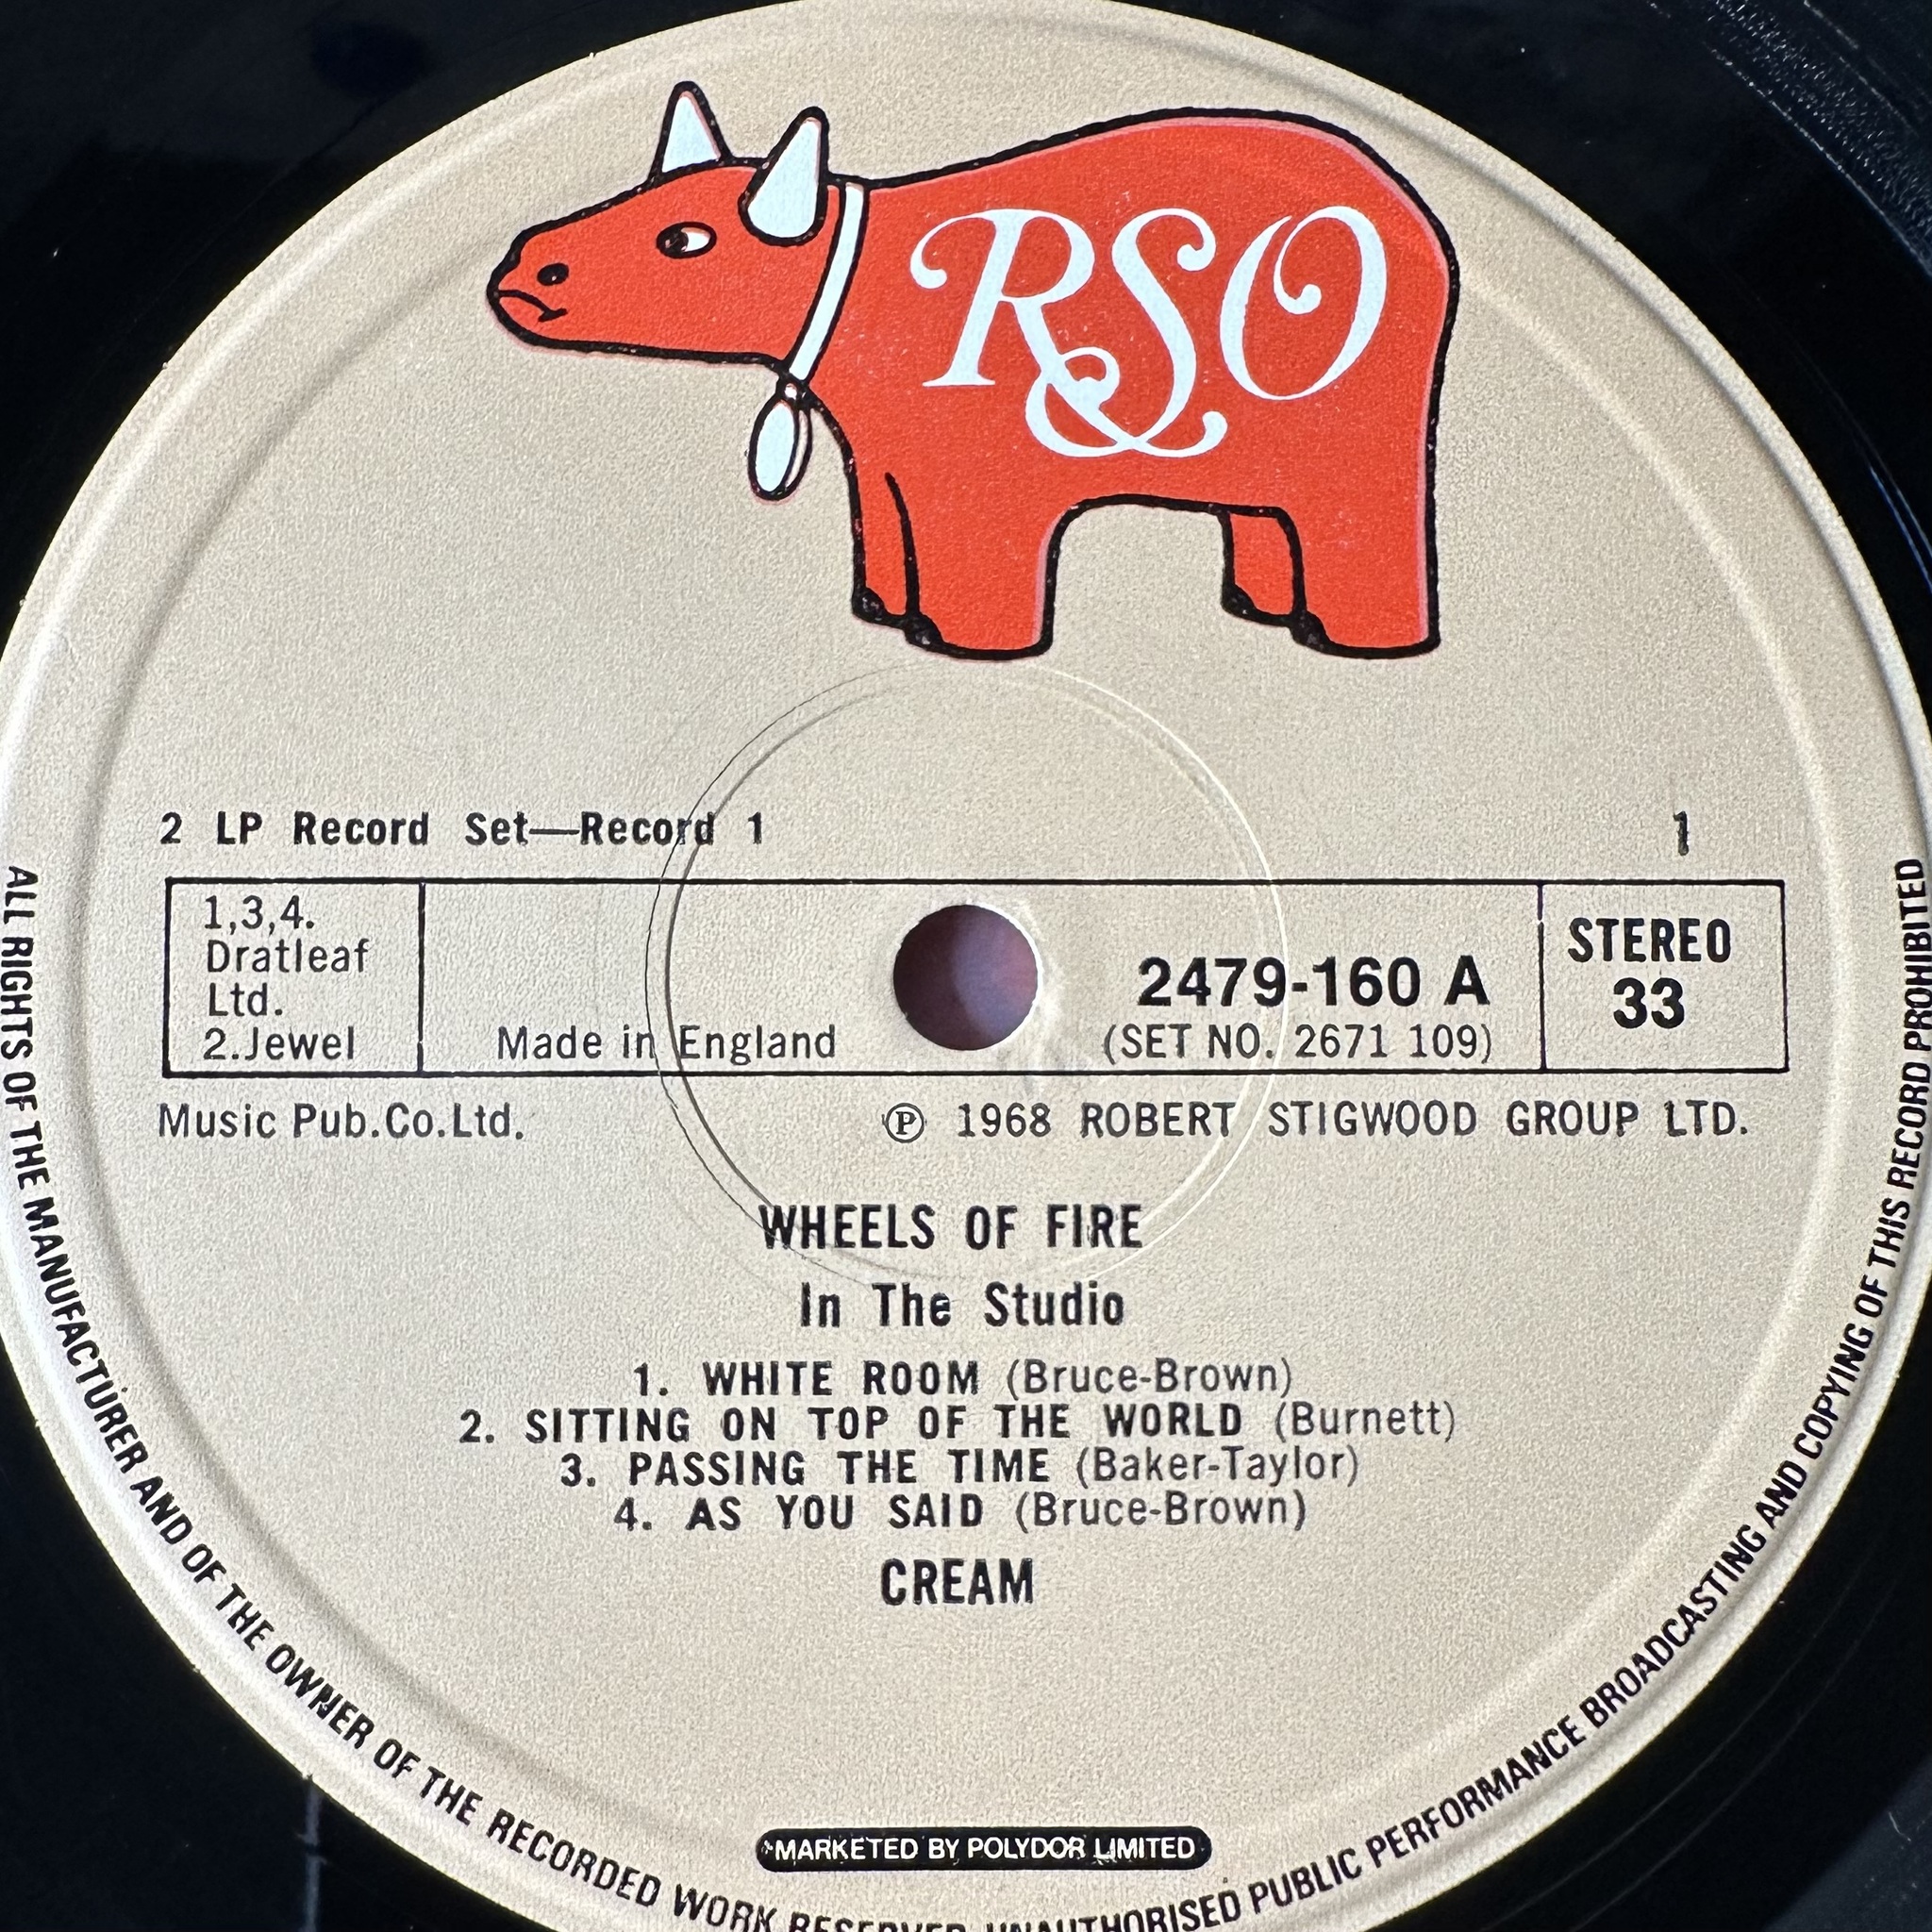 RSO
2 LP Record Set—Record 1
1
1,3,4.
Dratleaf
Ltd.
2.Jewel
Music Pub.Co.Ltd.
Made in England
2479-160 A
(SET NO. 2671 109)
STEREO
33
℗ 1968 ROBERT STIGWOOD GROUP LTD.
WHEELS OF FIRE
In The Studio
1. WHITE ROOM (Bruce-Brown)
2. SITTING ON TOP OF THE WORLD (Burnett)
3. PASSING THE TIME (Baker-Taylor)
4. AS YOU SAID (Bruce-Brown)
CREAM
MARKETED BY POLYDOR LIMITED
ALL RIGHTS OF THE MANUFACTURER AND OF THE OWNER OF THE RECORDED WORK RESERVED UNAUTHORISED PUBLIC PERFORMANCE BROADCASTING AND COPYING OF THIS RECORD PROHIBITED